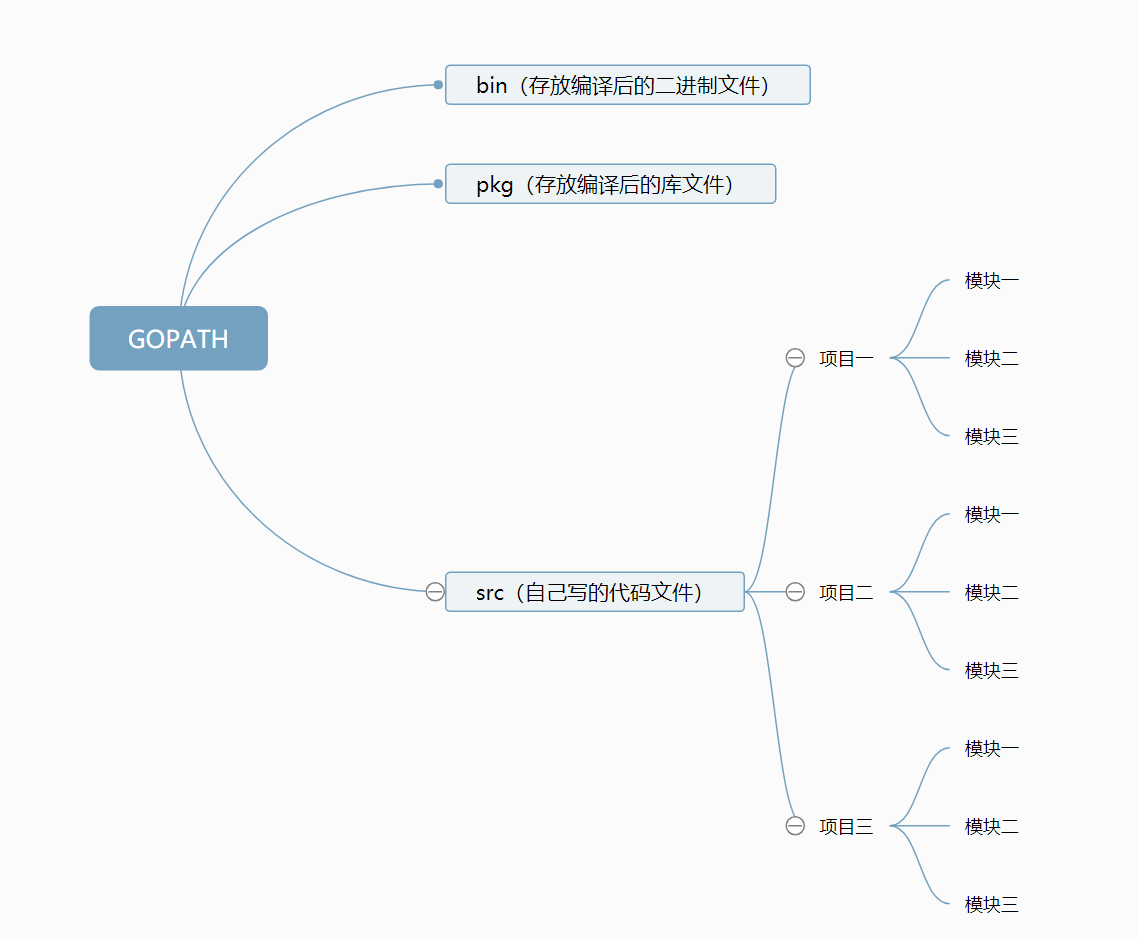 bin（存放编译后的二进制文件）
pkg（存放编译后的库文件）
GOPATH
src（自己写的代码文件）
项目一
模块一
模块二
模块三
项目二
模块一
模块二
模块三
项目三
模块一
模块二
模块三